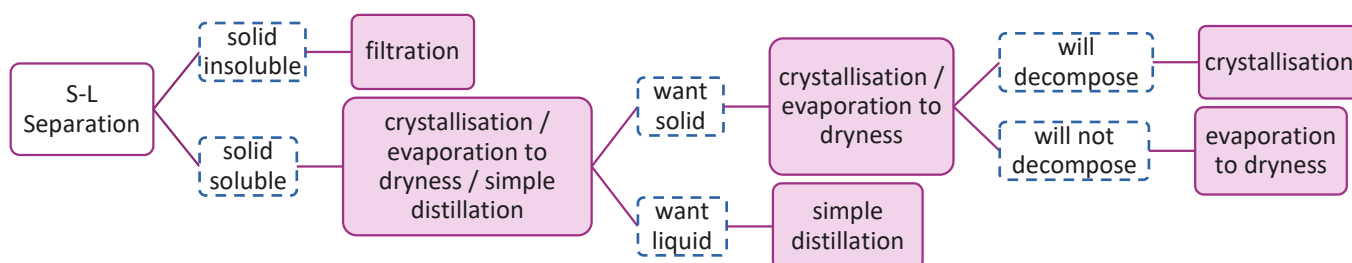 S-L
Separation
solid
insoluble
filtration
solid
soluble
crystallisation /
evaporation to
dryness / simple
distillation
want
solid
crystallisation /
evaporation to
dryness
will
decompose
crystallisation
will not
decompose
evaporation
to dryness
want
liquid
simple
distillation